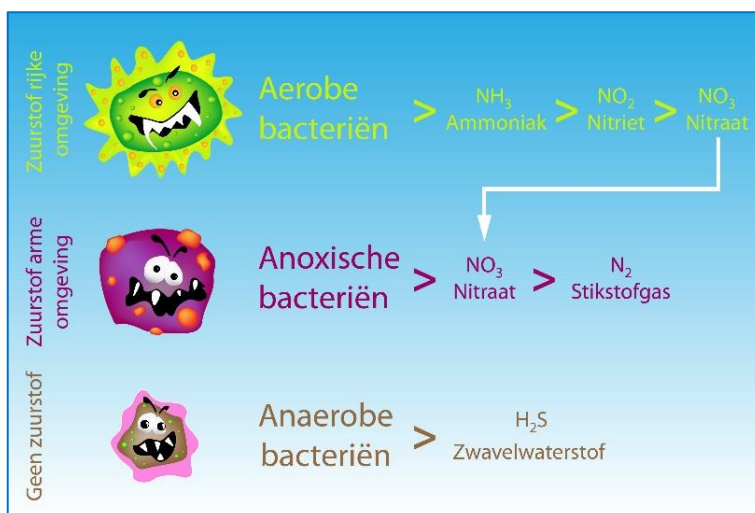 Zuurstof rijke
omgeving
Aerobe
bacteriën
>
NH₃
Ammoniak
>
NO₂
Nitriet
>
NO₃
Nitraat
Zuurstof arme
omgeving
Anoxische
bacteriën
>
NO₃
Nitraat
>
N₂
Stikstofgas
Geen zuurstof
Anaerobe
bacteriën
>
H₂S
Zwavelwaterstof